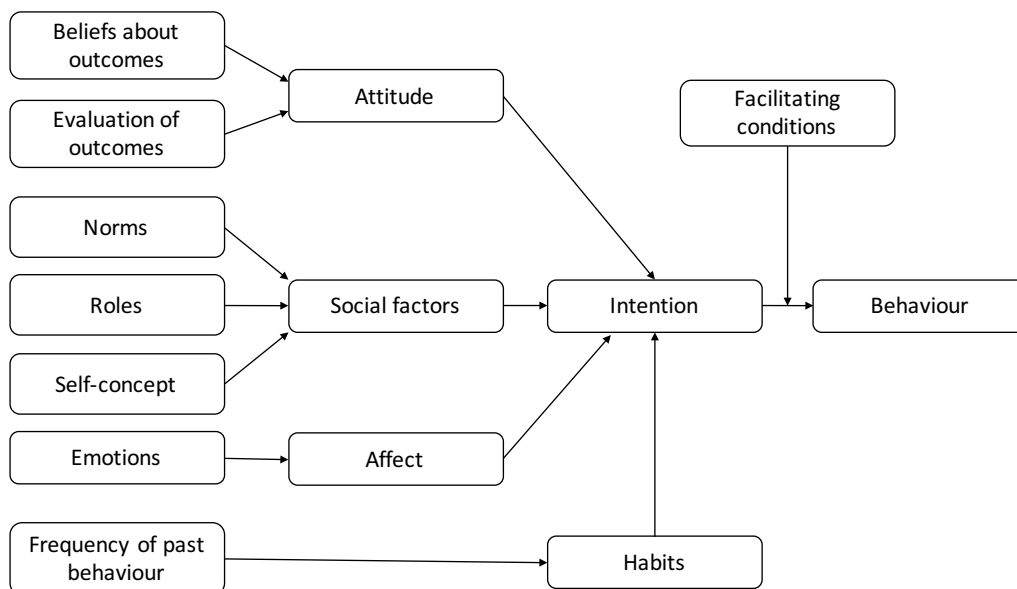 Beliefs about
outcomes
Attitude
Evaluation of
outcomes
Facilitating
conditions
Norms
Roles
Social factors
Intention
Behaviour
Self-concept
Emotions
Affect
Frequency of past
behaviour
Habits